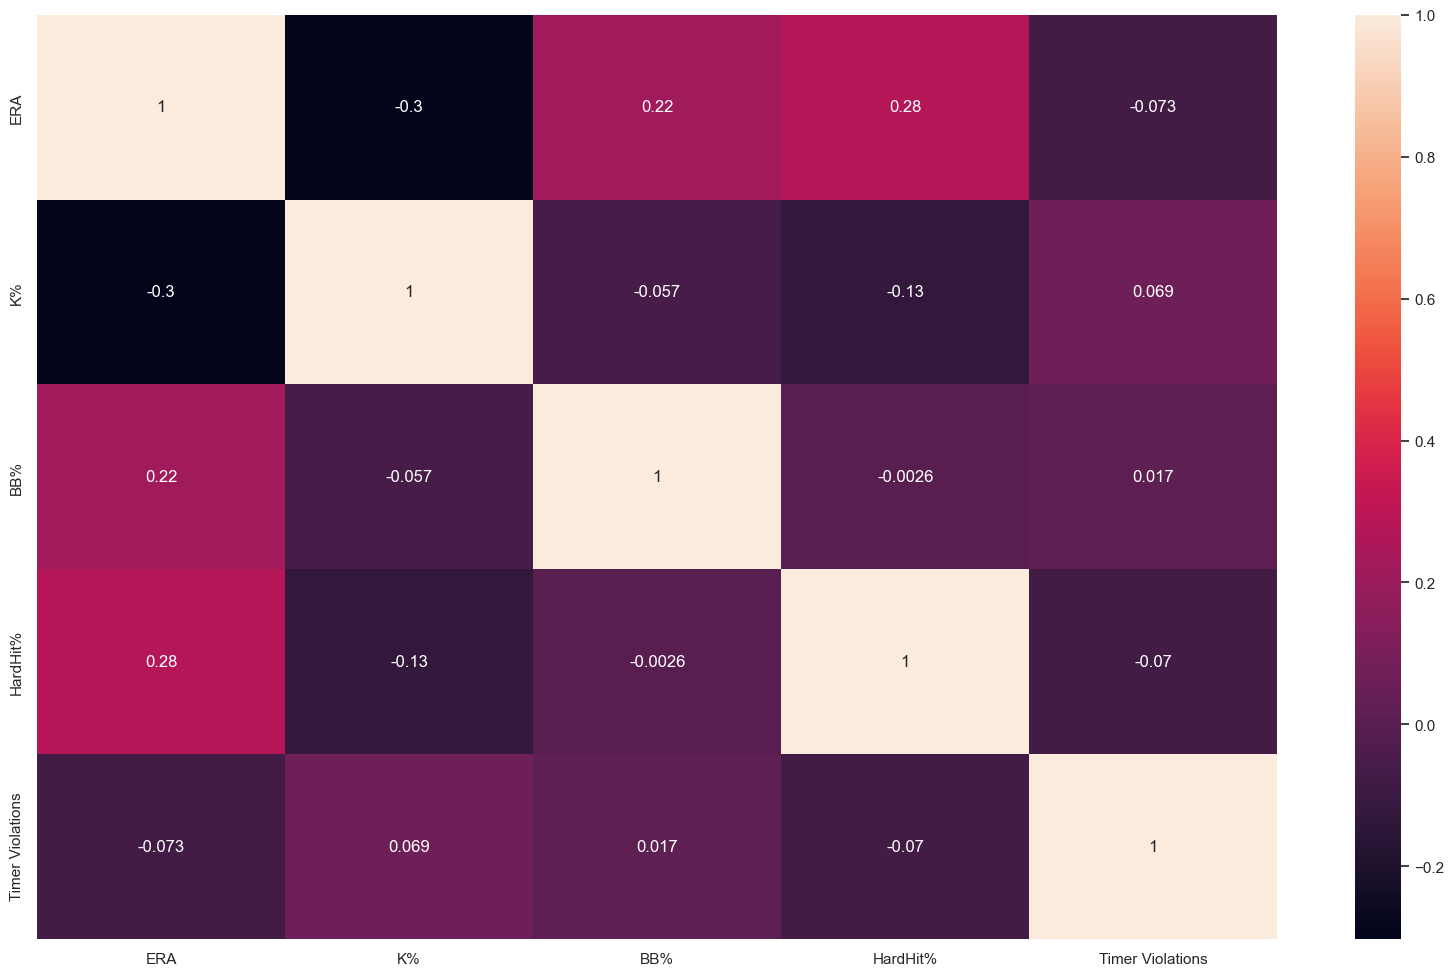 ERA 1 -0.3 0.22 0.28 -0.073
K% -0.3 1 -0.057 -0.13 0.069
BB% 0.22 -0.057 1 -0.0026 0.017
HardHit% 0.28 -0.13 -0.0026 1 -0.07
Timer Violations -0.073 0.069 0.017 -0.07 1
ERA K% BB% HardHit% Timer Violations
1.0
0.8
0.6
0.4
0.2
0.0
−0.2